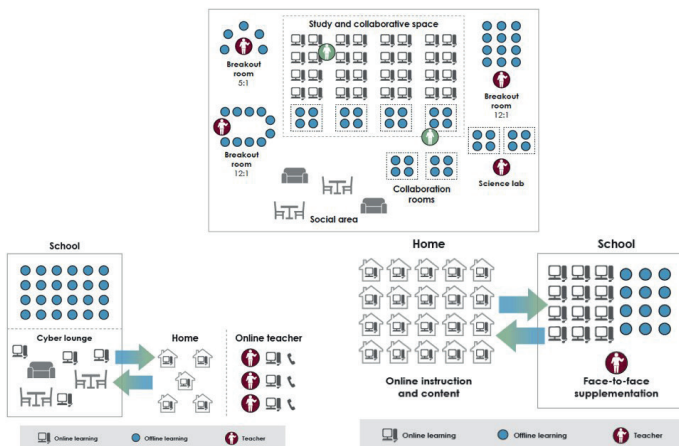 Study and collaborative space
Breakout
room
5:1
Breakout
room
12:1
Breakout
room
12:1
Science lab
Collaboration
rooms
Social area
School
Cyber lounge
Home
Online teacher
Online learning
Offline learning
Teacher
Home
School
Online instruction
and content
Face-to-face
supplementation
Online learning
Offline learning
Teacher